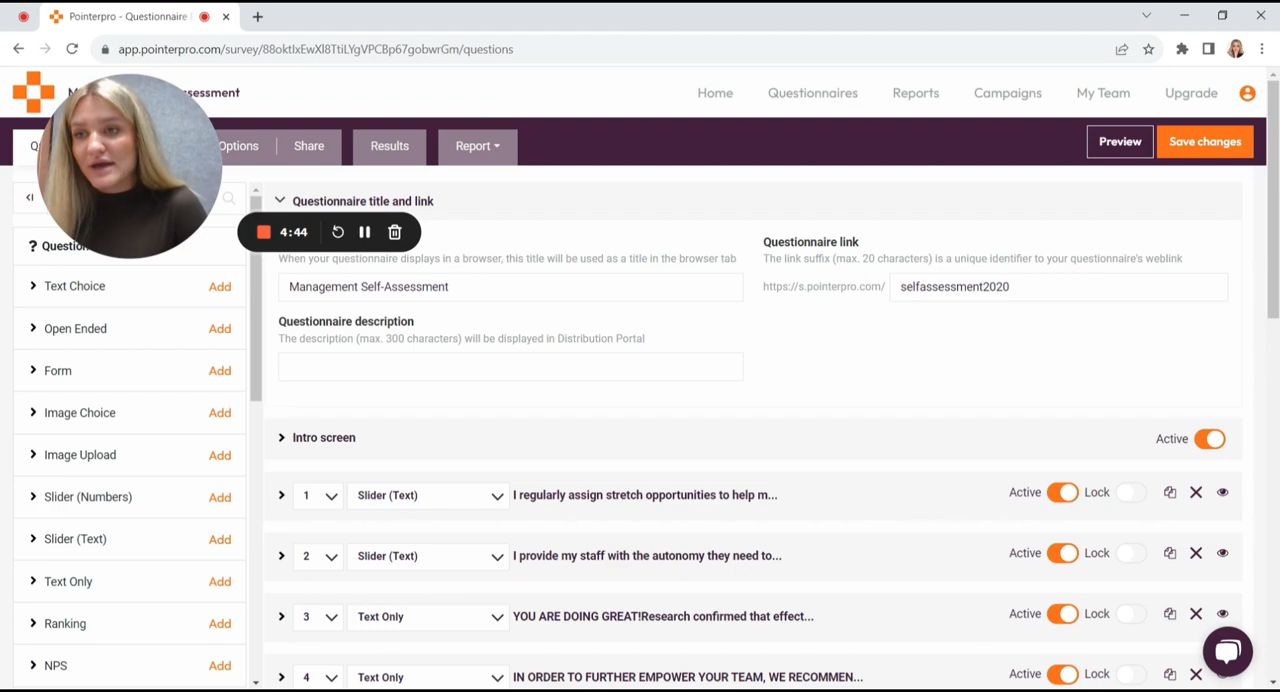 Pointerpro - Questionnaire
app.pointerpro.com/survey/88oktlxEwXl8TtiLYgVPCBp67gobwrGm/questions
Home Questionnaires Reports Campaigns My Team Upgrade
Options Share Results Report Preview Save changes
Questionnaire title and link
4:44
When your questionnaire displays in a browser, this title will be used as a title in the browser tab
Management Self-Assessment
Questionnaire link
The link suffix (max. 20 characters) is a unique identifier to your questionnaire's weblink
https://s.pointerpro.com/ selfassessment2020
Questionnaire description
The description (max. 300 characters) will be displayed in Distribution Portal
Text Choice Add
Open Ended Add
Form Add
Image Choice Add
Image Upload Add
Slider (Numbers) Add
Slider (Text) Add
Text Only Add
Ranking Add
NPS Add
Intro screen Active
1 Slider (Text) I regularly assign stretch opportunities to help m... Active Lock
2 Slider (Text) I provide my staff with the autonomy they need to... Active Lock
3 Text Only YOU ARE DOING GREAT!Research confirmed that effect... Active Lock
4 Text Only IN ORDER TO FURTHER EMPOWER YOUR TEAM, WE RECOMMEN... Active Lock